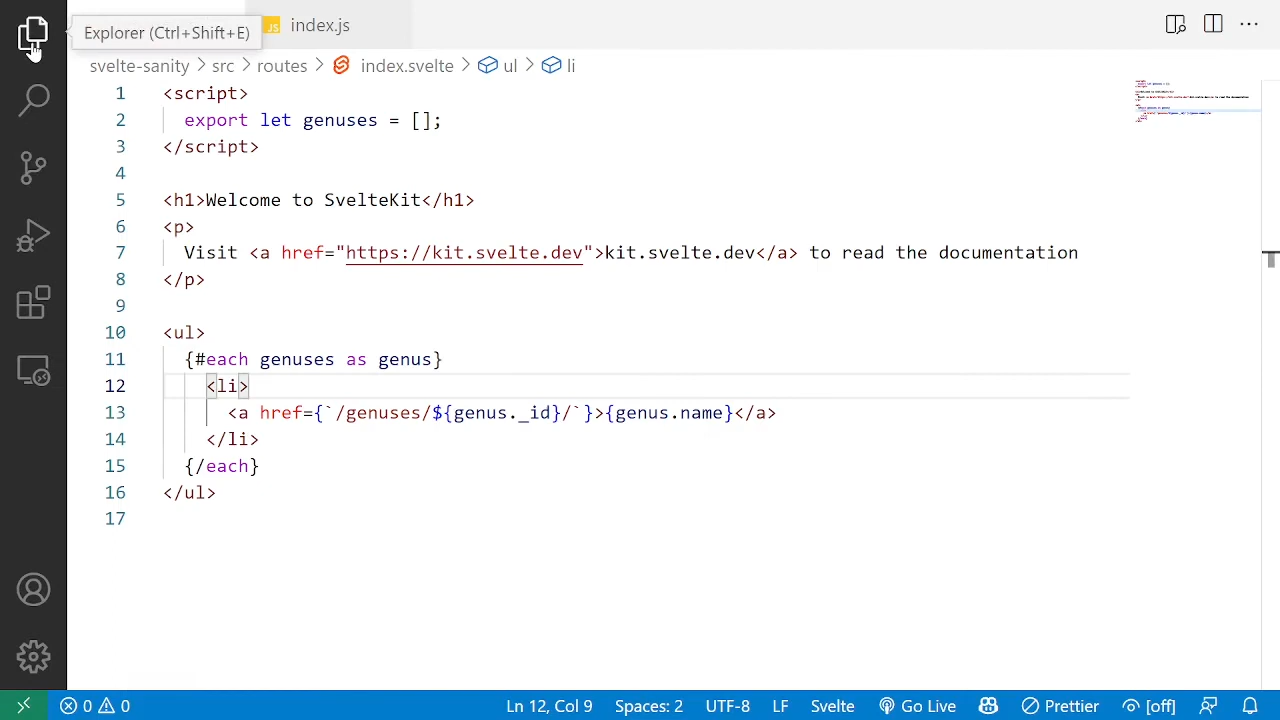 Explorer (Ctrl+Shift+E)
JS index.js
svelte-sanity > src > routes > index.svelte > ul > li
1 <script>
2 export let genuses = [];
3 </script>
4
5 <h1>Welcome to SvelteKit</h1>
6 <p>
7 Visit <a href="https://kit.svelte.dev">kit.svelte.dev</a> to read the documentation
8 </p>
9
10 <ul>
11 {#each genuses as genus}
12 <li>
13 <a href={`/genuses/${genus._id}/`}>{genus.name}</a>
14 </li>
15 {/each}
16 </ul>
17
0 0 Ln 12, Col 9 Spaces: 2 UTF-8 LF Svelte Go Live Prettier [off]